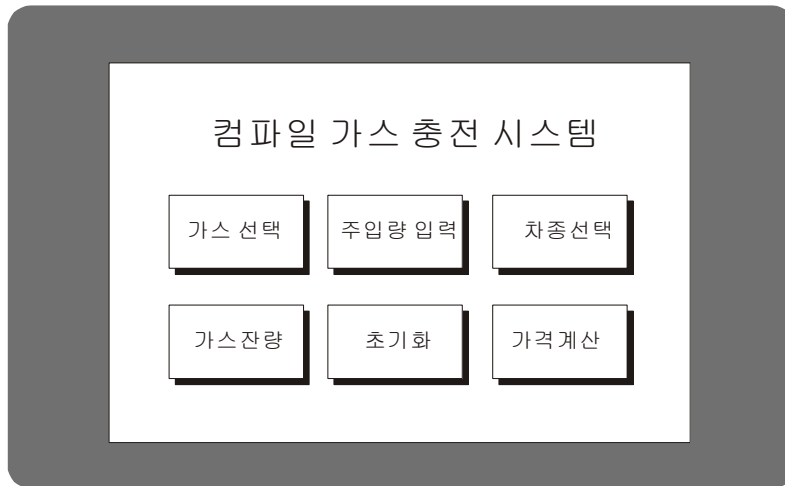 컴파일 가스 충전 시스템
가스 선택
주입량 입력
차종선택
가스잔량
초기화
가격계산